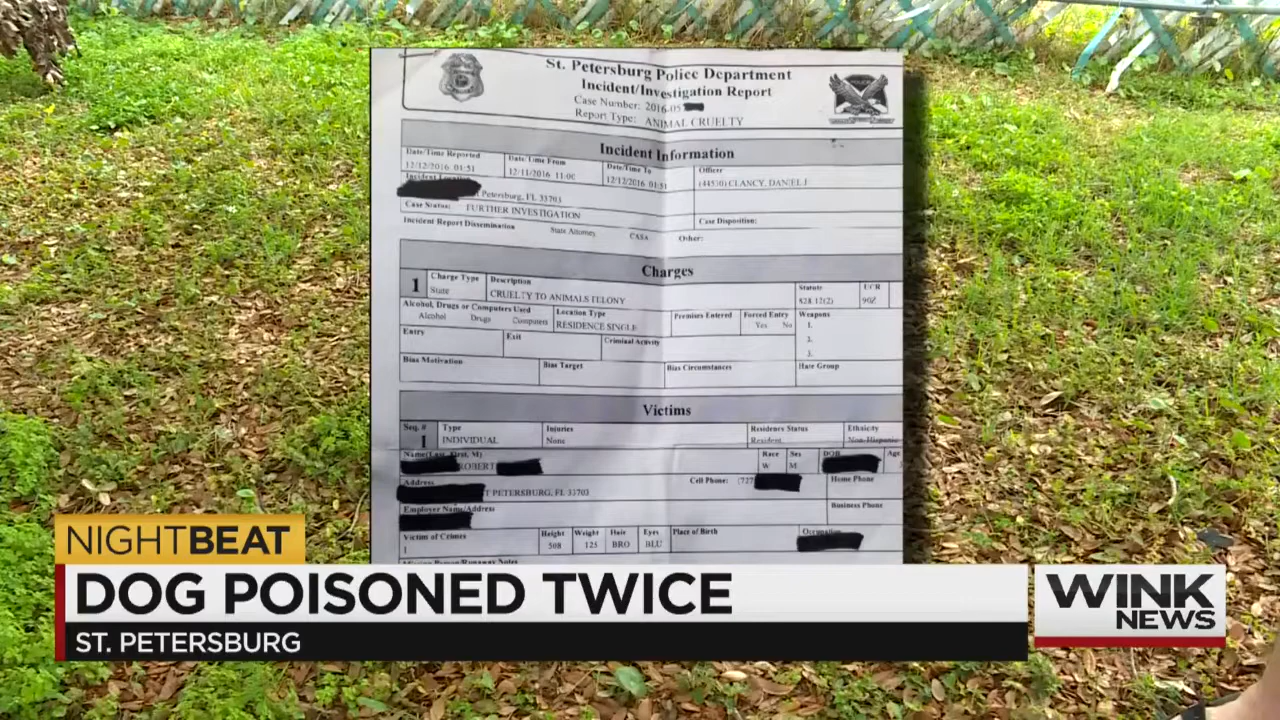 St. Petersburg Police Department
Incident/Investigation Report
Case Number: 2016-05
Report Type: ANIMAL CRUELTY
Incident Information
Date/Time Reported
12/12/2016 01:51
Date/Time From
12/11/2016 11:00
Date/Time To
12/12/2016 01:51
Officer
(44530) CLANCY, DANIEL J
Incident Location
Petersburg, FL 33703
Case Status: FURTHER INVESTIGATION
Case Disposition:
Incident Report Dissemination State Attorney CASA Other:
Charges
1
Charge Type
State
Description
CRUELTY TO ANIMALS FELONY
Statute
828.12(2)
UCR
90Z
Alcohol, Drugs or Computers Used
Alcohol Drugs Computers
Location Type
RESIDENCE SINGLE
Premises Entered
Forced Entry
Yes No
Weapons
1.
2.
3.
Entry
Exit
Criminal Activity
Bias Motivation
Bias Target
Bias Circumstances
Hate Group
Victims
Seq. #
1
Type
INDIVIDUAL
Injuries
None
Residence Status
Resident
Ethnicity
Non-Hispanic
Name(Last, First, M)
ROBERT
Race
W
Sex
M
DOB
Age
Address
T PETERSBURG, FL 33703
Cell Phone: (727
Home Phone
Employer Name/Address
Business Phone
Victim of Crimes
1
Height
508
Weight
125
Hair
BRO
Eyes
BLU
Place of Birth
Occupation
NIGHTBEAT
DOG POISONED TWICE
ST. PETERSBURG
WINK
NEWS